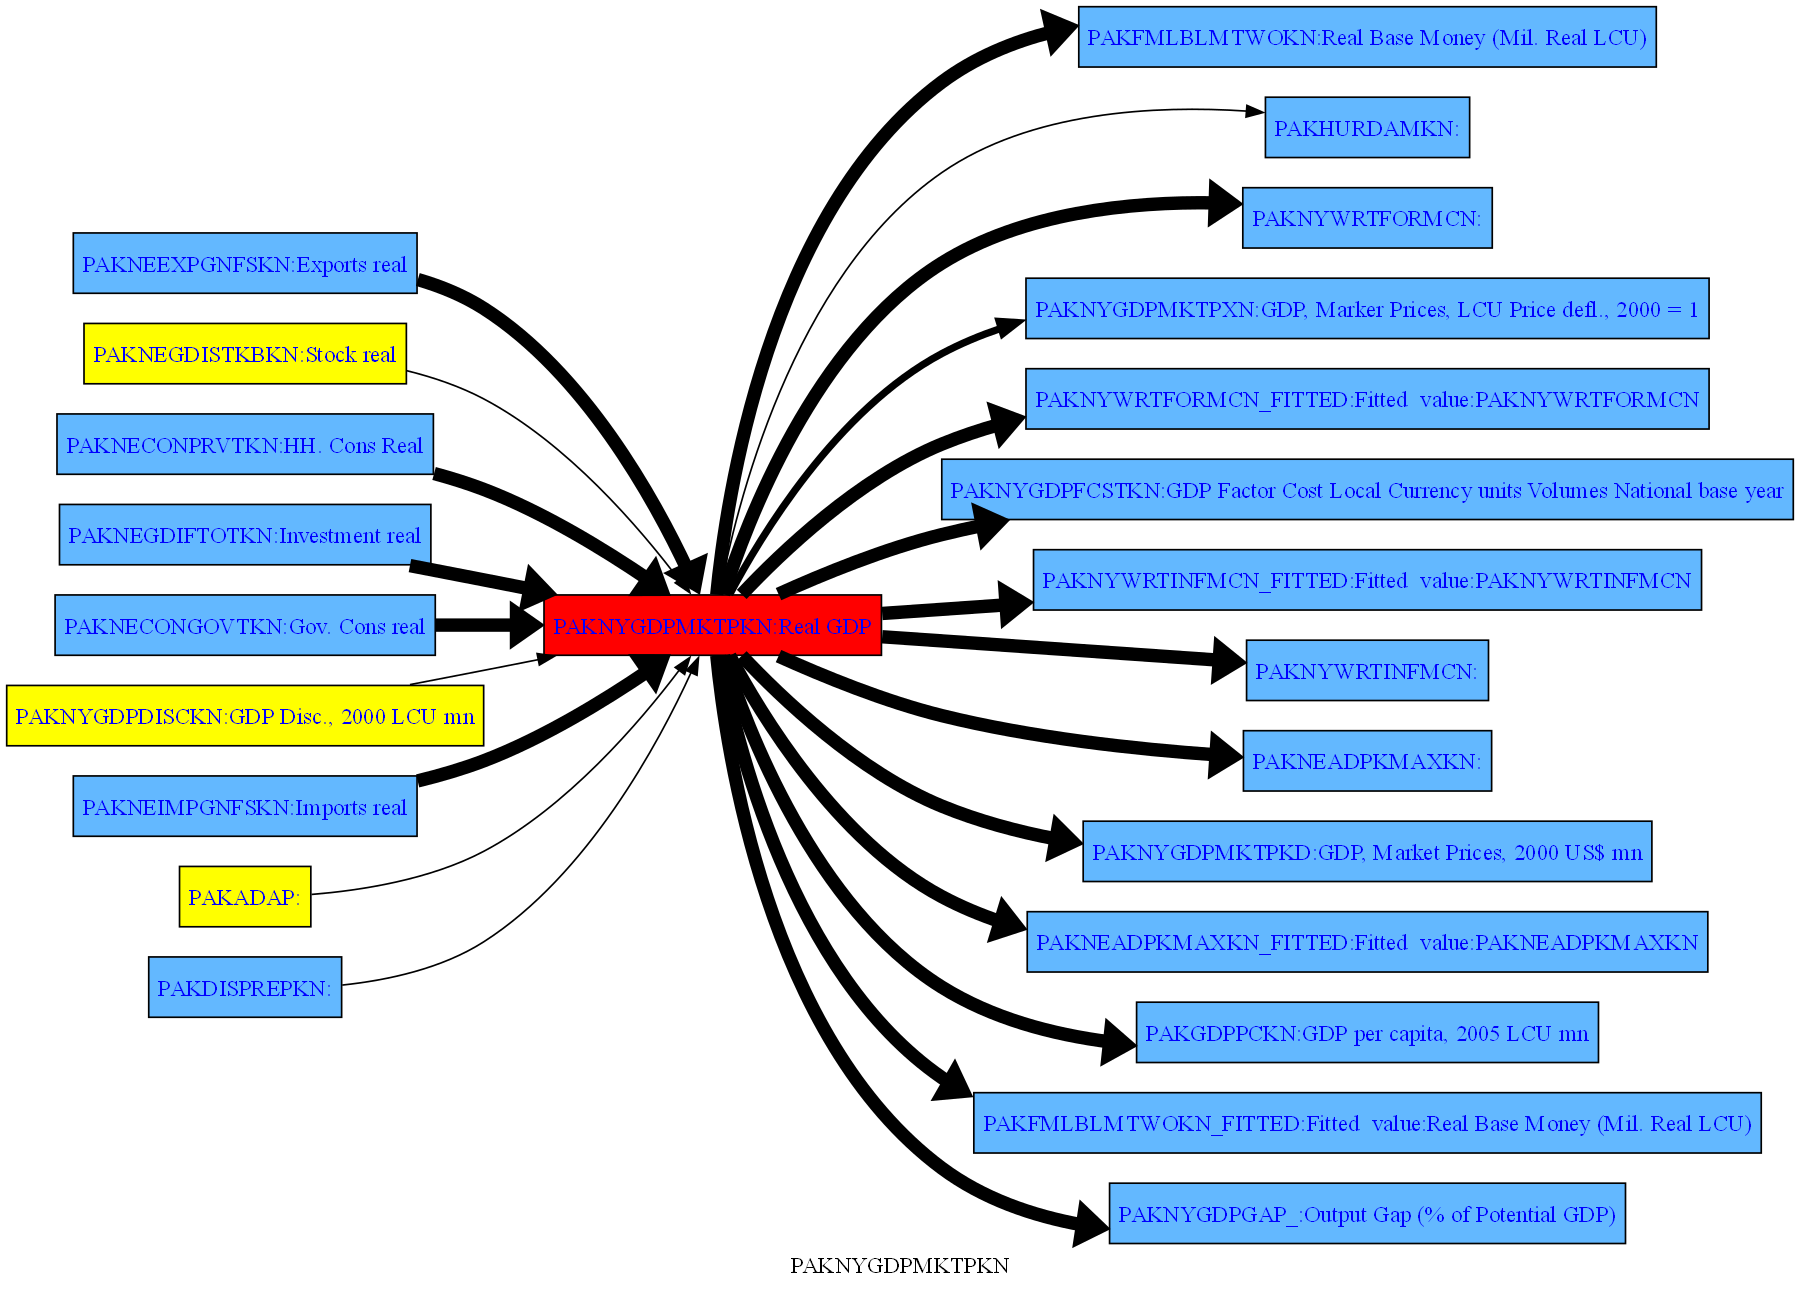 PAKNEEXPGNFSKN:Exports real
PAKNEGDISTKBKN:Stock real
PAKNECONPRVTKN:HH. Cons Real
PAKNEGDIFTOTKN:Investment real
PAKNECONGOVTKN:Gov. Cons real
PAKNYGDPDISCKN:GDP Disc., 2000 LCU mn
PAKNEIMPGNFSKN:Imports real
PAKADAP:
PAKDISPREPKN:
PAKNYGDPMKTPKN:Real GDP
PAKFMLBLMTWOKN:Real Base Money (Mil. Real LCU)
PAKHURDAMKN:
PAKNYWRTFORMCN:
PAKNYGDPMKTPXN:GDP, Marker Prices, LCU Price defl., 2000 = 1
PAKNYWRTFORMCN_FITTED:Fitted  value:PAKNYWRTFORMCN
PAKNYGDPFCSTKN:GDP Factor Cost Local Currency units Volumes National base year
PAKNYWRTINFMCN_FITTED:Fitted  value:PAKNYWRTINFMCN
PAKNYWRTINFMCN:
PAKNEADPKMAXKN:
PAKNYGDPMKTPKD:GDP, Market Prices, 2000 US$ mn
PAKNEADPKMAXKN_FITTED:Fitted  value:PAKNEADPKMAXKN
PAKGDPPCKN:GDP per capita, 2005 LCU mn
PAKFMLBLMTWOKN_FITTED:Fitted  value:Real Base Money (Mil. Real LCU)
PAKNYGDPGAP_:Output Gap (% of Potential GDP)
PAKNYGDPMKTPKN